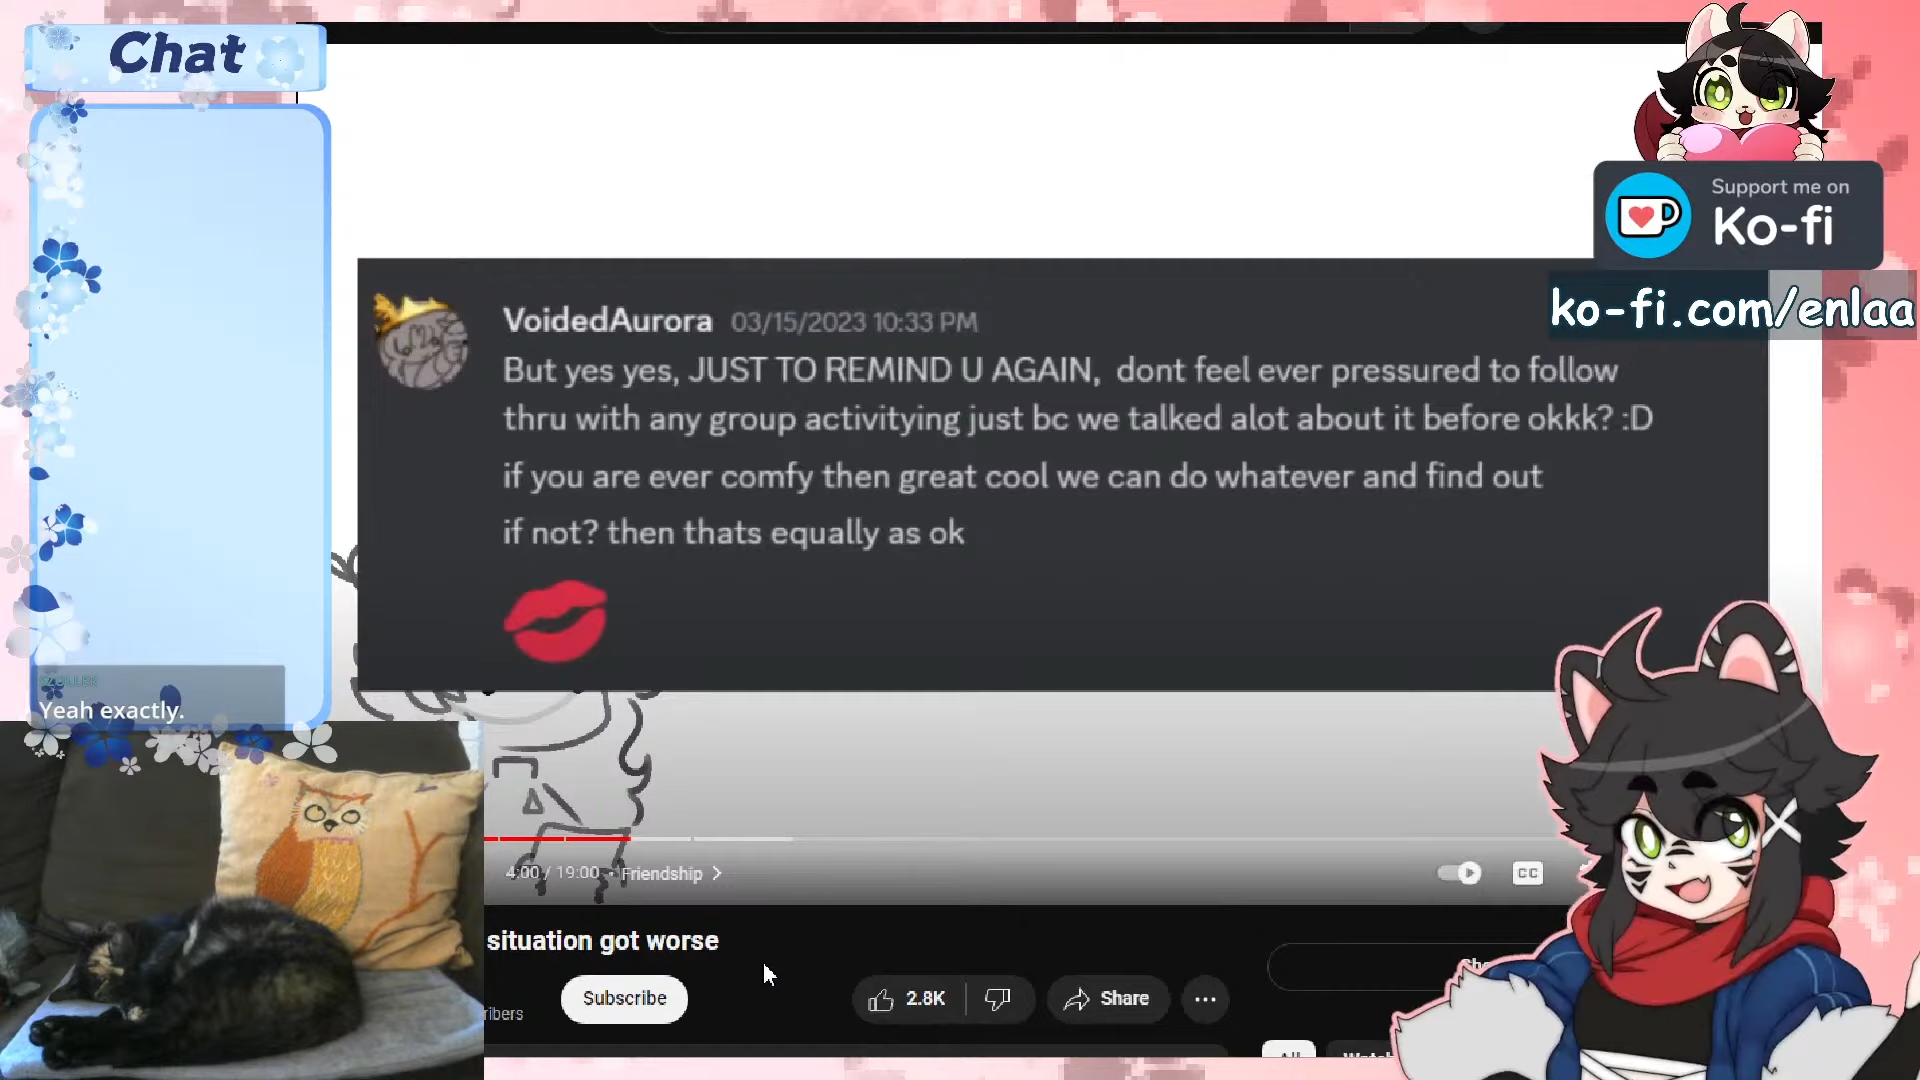 Chat
Support me on
Ko-fi
ko-fi.com/enlaa
VoidedAurora 03/15/2023 10:33 PM
But yes yes, JUST TO REMIND U AGAIN, dont feel ever pressured to follow
thru with any group activitying just bc we talked alot about it before okkk? :D
if you are ever comfy then great cool we can do whatever and find out
if not? then thats equally as ok
Yeah exactly.
4:00 / 19:00 • Friendship >
CC
situation got worse
Subscribe
2.8K
Share
ribers
All